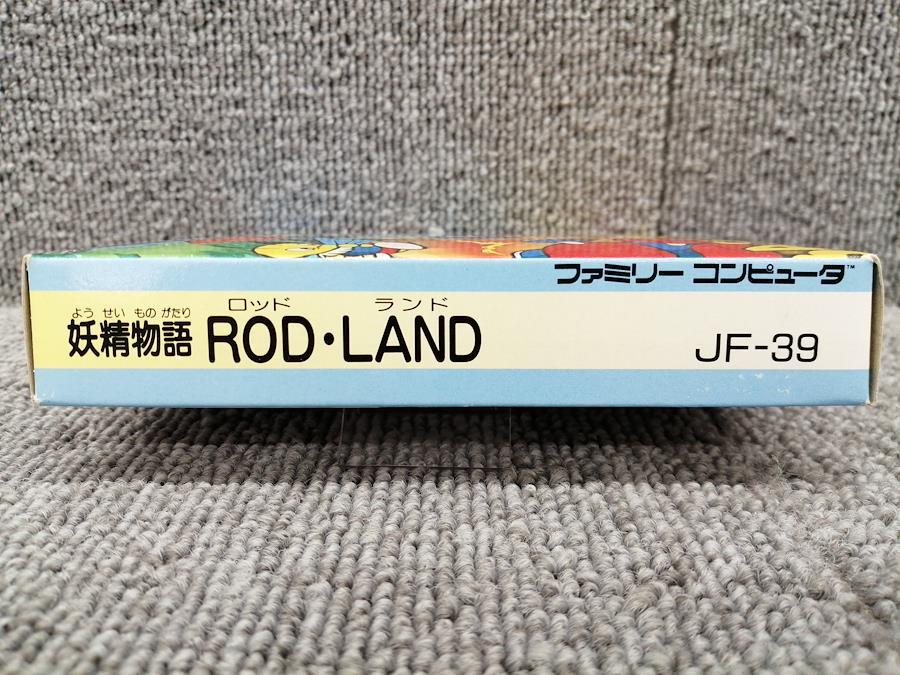 ファミリー コンピュータ™
よう せい もの がたり ロッド ランド
妖精物語 ROD・LAND
JF-39